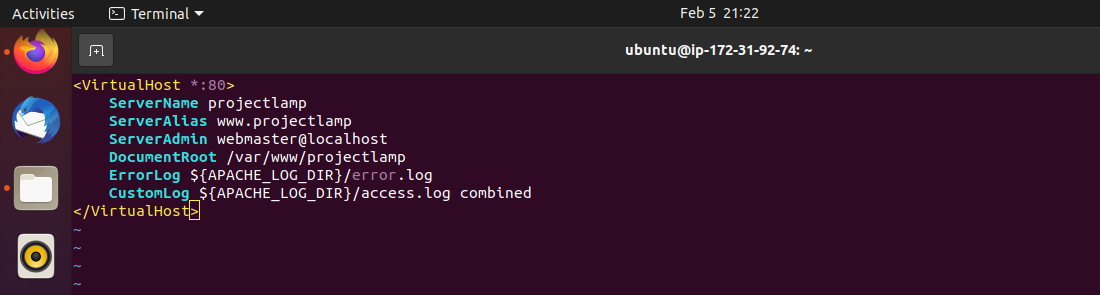 Activities Terminal Feb 5 21:22
ubuntu@ip-172-31-92-74: ~
<VirtualHost *:80>
    ServerName projectlamp
    ServerAlias www.projectlamp
    ServerAdmin webmaster@localhost
    DocumentRoot /var/www/projectlamp
    ErrorLog ${APACHE_LOG_DIR}/error.log
    CustomLog ${APACHE_LOG_DIR}/access.log combined
</VirtualHost>
~
~
~
~